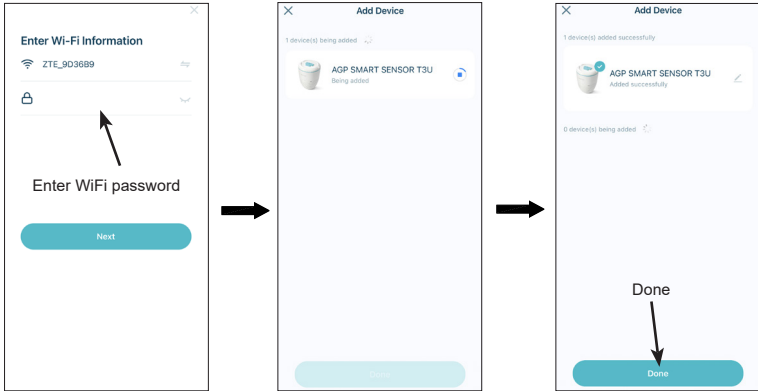 Enter Wi-Fi Information
ZTE_9D36B9
Enter WiFi password
Next
Add Device
1 device(s) being added
AGP SMART SENSOR T3U
Being added
Done
Add Device
1 device(s) added successfully
AGP SMART SENSOR T3U
Added successfully
0 device(s) being added
Done
Done